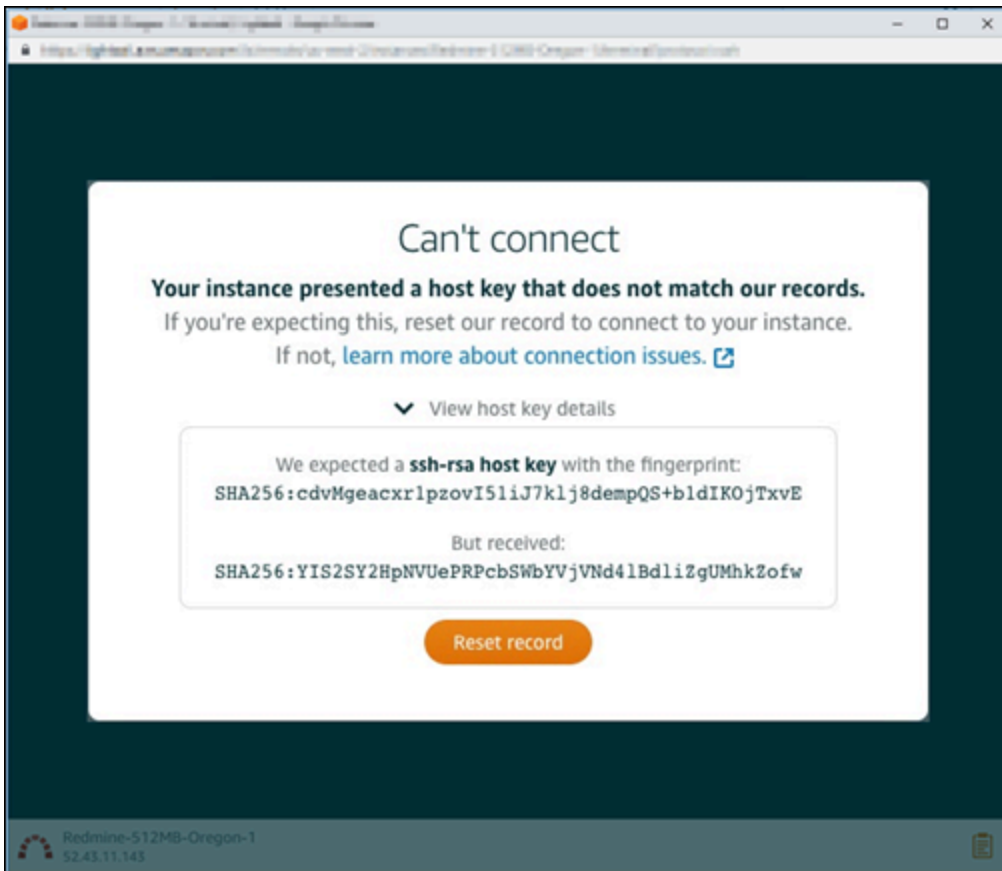 Can't connect
Your instance presented a host key that does not match our records.
If you're expecting this, reset our record to connect to your instance.
If not, learn more about connection issues.
View host key details
We expected a ssh-rsa host key with the fingerprint:
SHA256:cdvMgeacxr1pzovI51iJ7klj8dempQS+b1dIKOjTxvE
But received:
SHA256:YIS2SY2HpNVUePRPcbSWbYVjVNd4lBdliZgUMhkZofw
Reset record
Redmine-512MB-Oregon-1
52.43.11.143